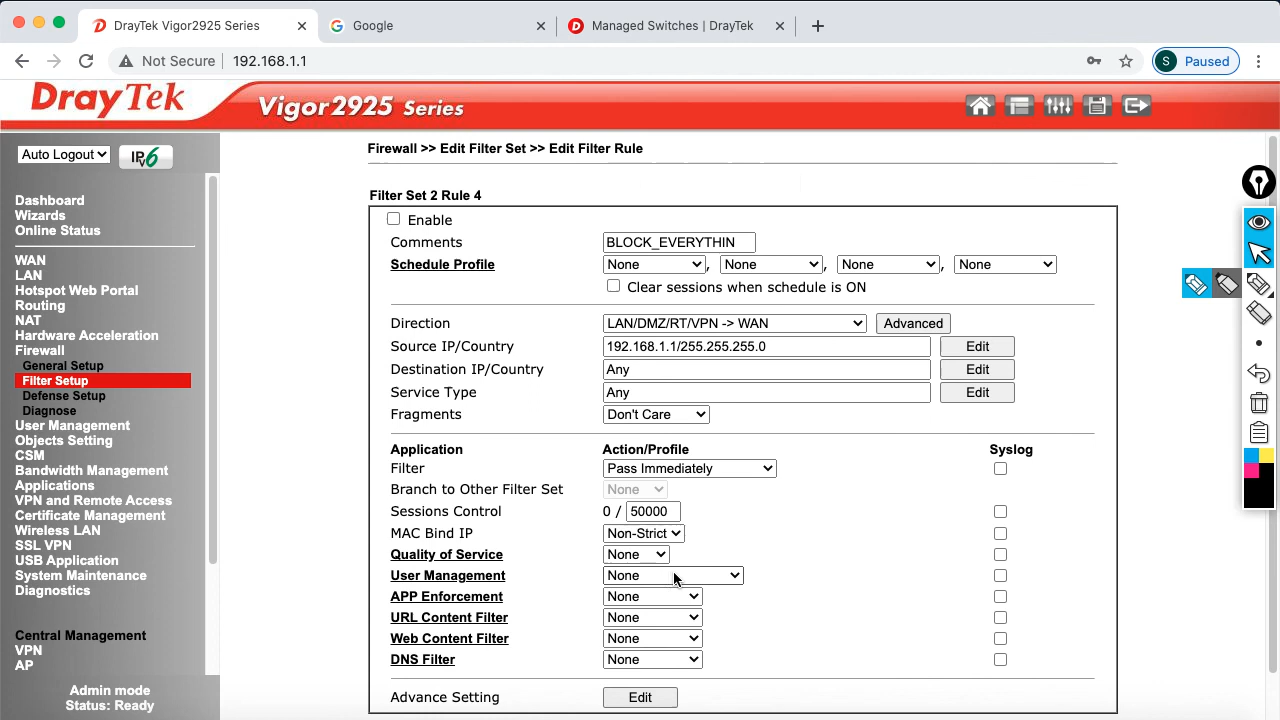 DrayTek Vigor2925 Series
Google
Managed Switches | DrayTek
Not Secure | 192.168.1.1
S Paused
DrayTek Vigor2925 Series
Auto Logout IPv6
Dashboard
Wizards
Online Status
WAN
LAN
Hotspot Web Portal
Routing
NAT
Hardware Acceleration
Firewall
General Setup
Filter Setup
Defense Setup
Diagnose
User Management
Objects Setting
CSM
Bandwidth Management
Applications
VPN and Remote Access
Certificate Management
Wireless LAN
SSL VPN
USB Application
System Maintenance
Diagnostics
Central Management
VPN
AP
Admin mode
Status: Ready
Firewall >> Edit Filter Set >> Edit Filter Rule
Filter Set 2 Rule 4
Enable
Comments BLOCK_EVERYTHIN
Schedule Profile None, None, None, None
Clear sessions when schedule is ON
Direction LAN/DMZ/RT/VPN -> WAN Advanced
Source IP/Country 192.168.1.1/255.255.255.0 Edit
Destination IP/Country Any Edit
Service Type Any Edit
Fragments Don't Care
Application Action/Profile Syslog
Filter Pass Immediately
Branch to Other Filter Set None
Sessions Control 0 / 50000
MAC Bind IP Non-Strict
Quality of Service None
User Management None
APP Enforcement None
URL Content Filter None
Web Content Filter None
DNS Filter None
Advance Setting Edit